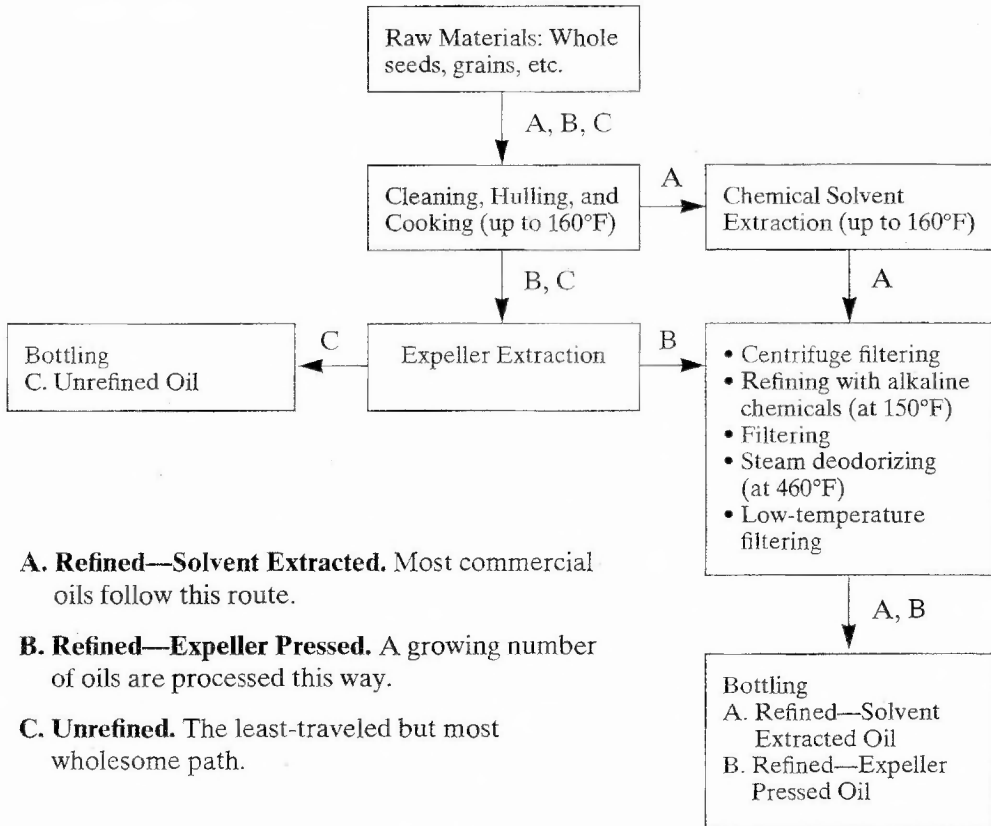 Raw Materials: Whole
seeds, grains, etc.
A, B, C
Cleaning, Hulling, and
Cooking (up to 160°F)
A
Chemical Solvent
Extraction (up to 160°F)
B, C
A
Bottling
C. Unrefined Oil
C
Expeller Extraction
B
• Centrifuge filtering
• Refining with alkaline
chemicals (at 150°F)
• Filtering
• Steam deodorizing
(at 460°F)
• Low-temperature
filtering
A. Refined—Solvent Extracted. Most commercial
oils follow this route.
B. Refined—Expeller Pressed. A growing number
of oils are processed this way.
C. Unrefined. The least-traveled but most
wholesome path.
A, B
Bottling
A. Refined—Solvent
Extracted Oil
B. Refined—Expeller
Pressed Oil